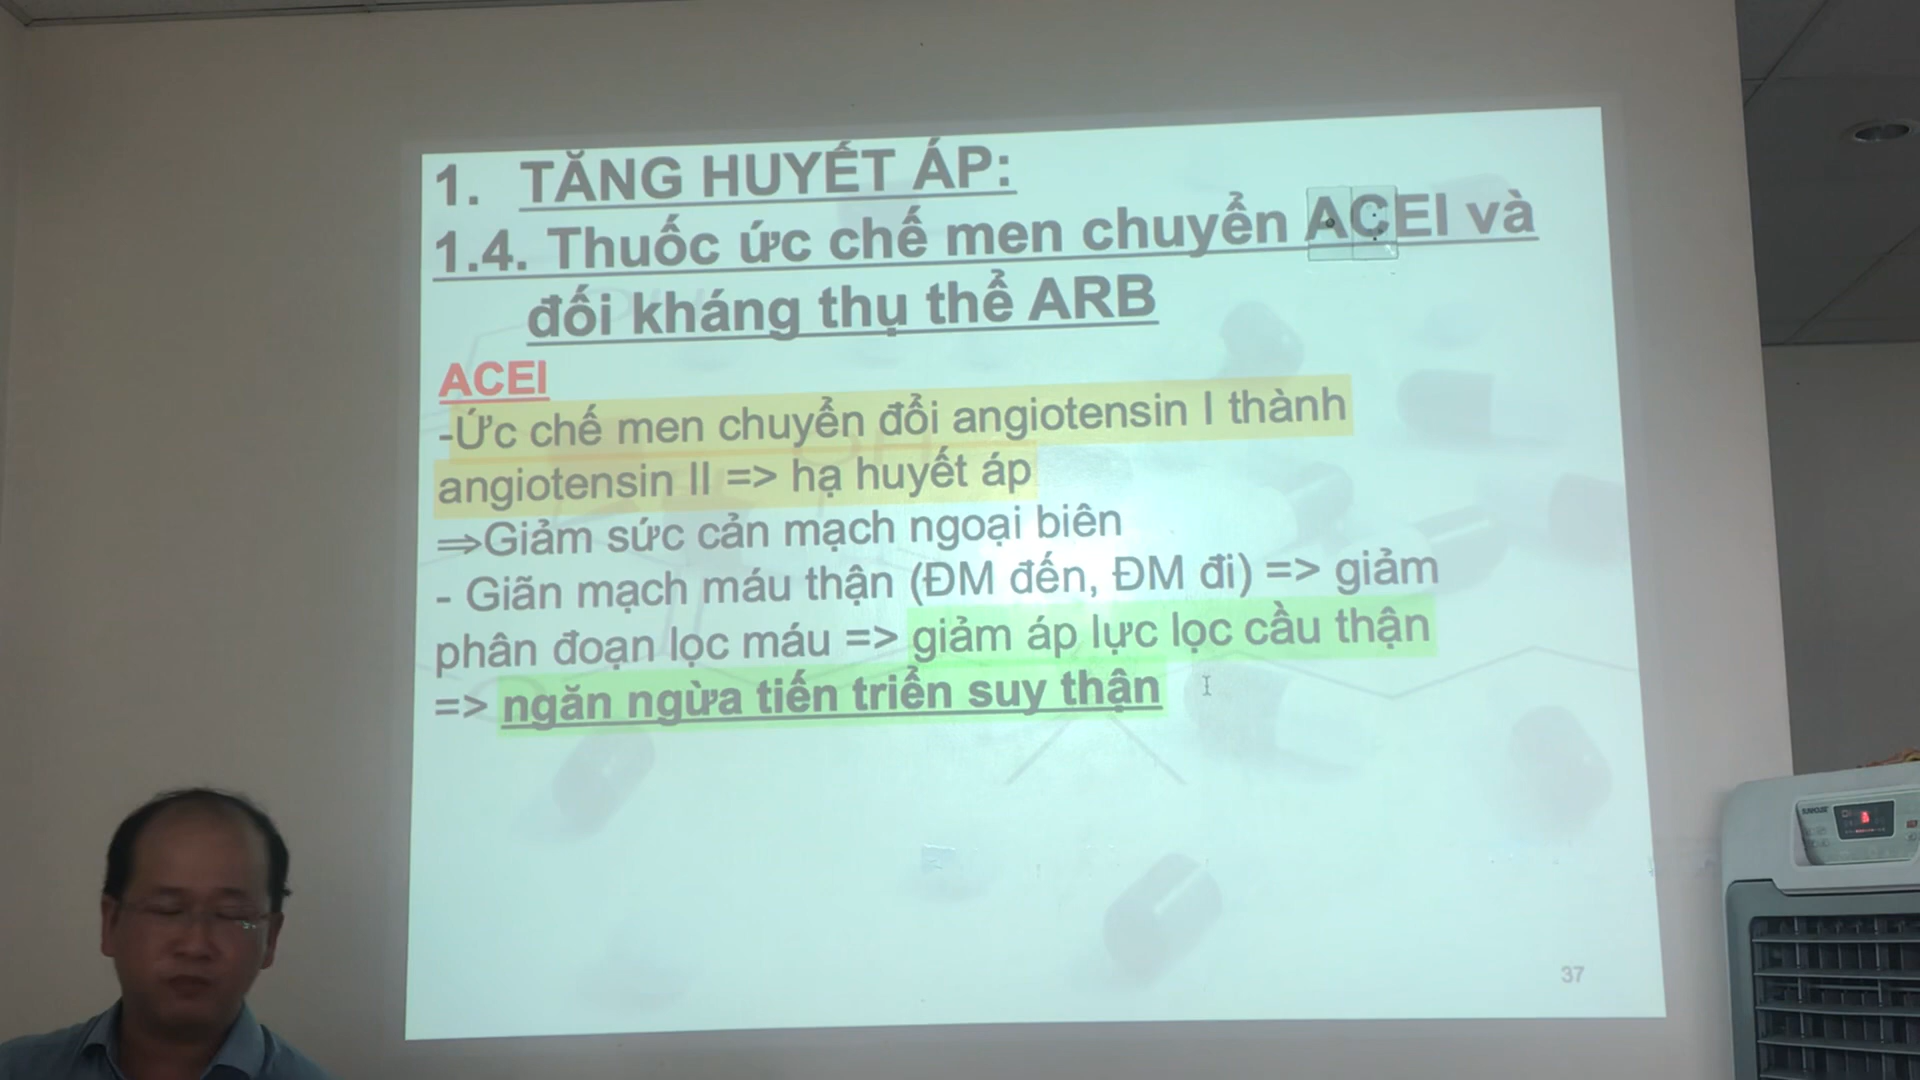 1. TĂNG HUYẾT ÁP:
1.4. Thuốc ức chế men chuyển ACEI và
đối kháng thụ thể ARB
ACEI
-Ức chế men chuyển đổi angiotensin I thành
angiotensin II => hạ huyết áp
⇒Giảm sức cản mạch ngoại biên
- Giãn mạch máu thận (ĐM đến, ĐM đi) => giảm
phân đoạn lọc máu => giảm áp lực lọc cầu thận
=> ngăn ngừa tiến triển suy thận
37
SUNHOUSE